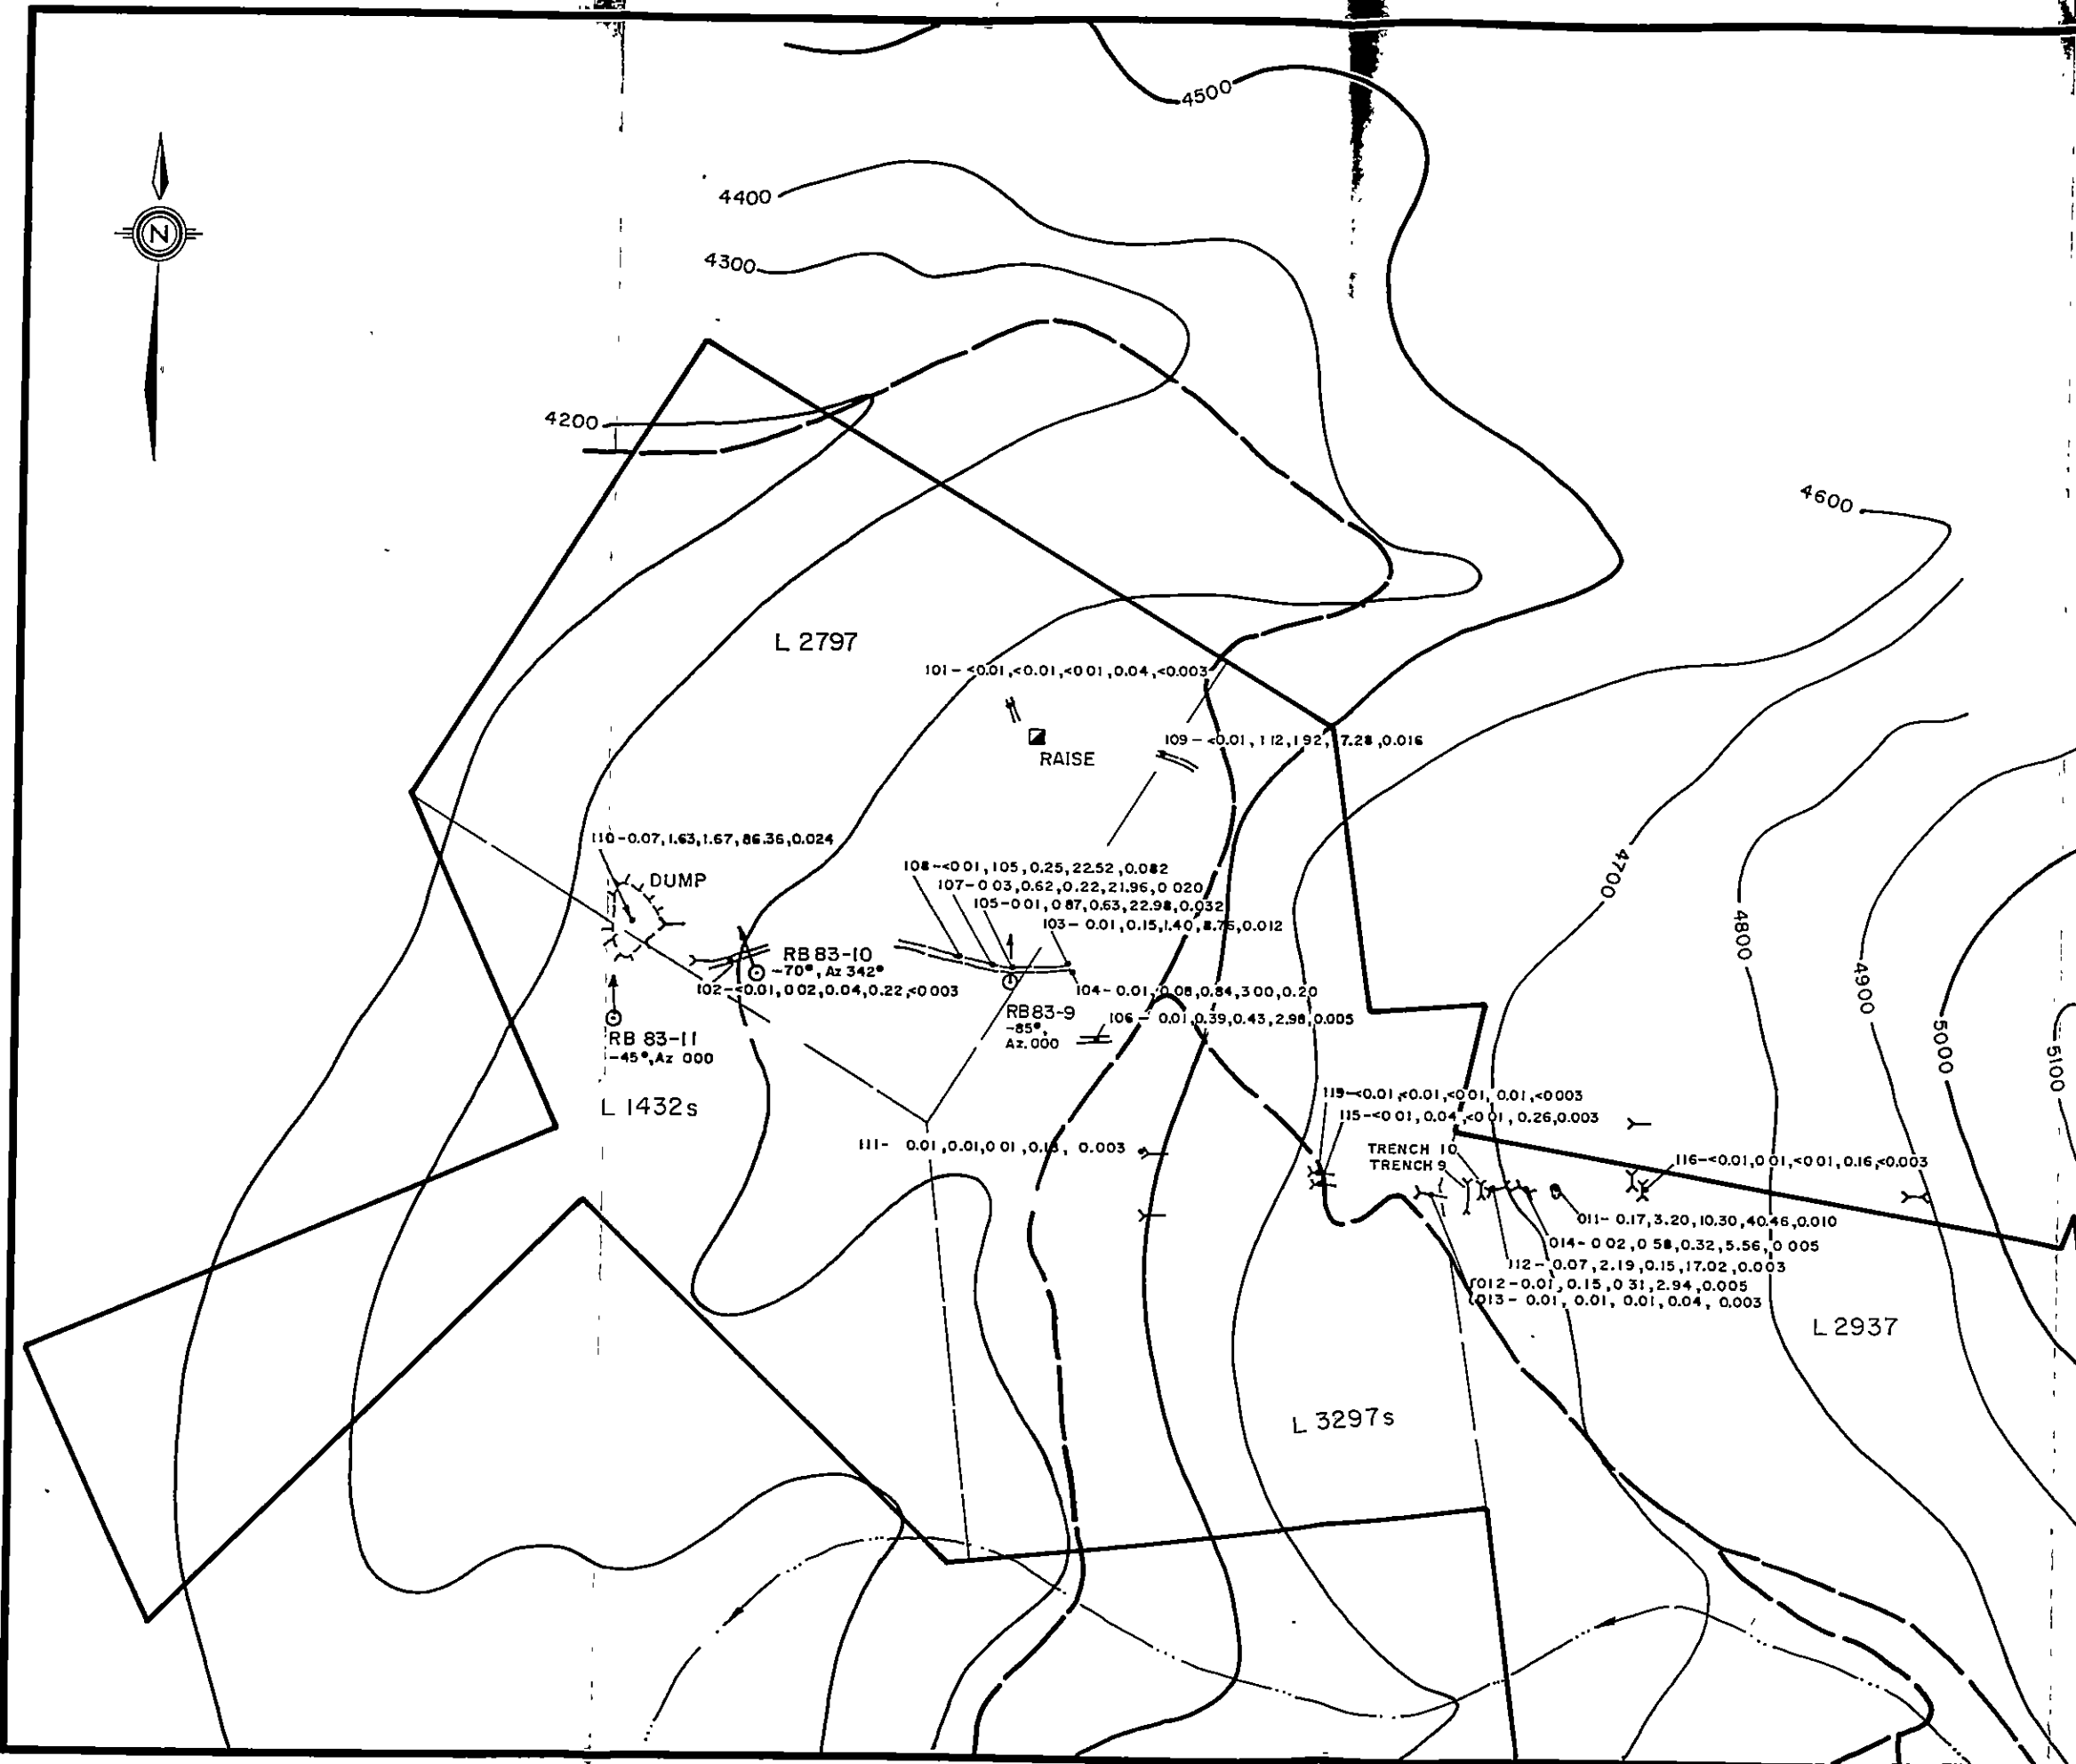 4500
4400
4300
N
4200
4600
L 2797
101-<0.01,<0.01,<0 01,0.04,<0.003
109-<0.01,1 12,1 92,17.28,0.016
RAISE
110-0.07,1.63,1.67,86.36,0.024
4700
108-<0 01,105,0.25,22.52,0.082
DUMP
107-0 03,0.62,0.22,21.96,0 020
105-0 01,0 87,0.63,22.98,0.032
103-0.01,0.15,1.40,8.76,0.012
4800
4900
5000
5100
RB 83-10
-70°, Az 342°
102-<0.01,0 02,0.04,0.22,<0 003
104-0.01,0.08,0.84,3 00,0.20
RB 83-9
-85°,
Az.000
106-0.01,0.39,0.43,2.98,0.005
RB 83-11
-45°,Az 000
L 1432s
119-<0.01,<0.01,<0 01,0.01,<0 003
115-<0 01,0.04,<0 01,0.26,0.003
111-0.01,0.01,0 01,0.13,0.003
TRENCH 10
TRENCH 9
116-<0.01,0 01,<0 01,0.16,<0.003
011-0.17,3.20,10.30,40.46,0.010
014-0 02,0 58,0.32,5.56,0 005
112-0.07,2.19,0.15,17.02,0.003
012-0.01,0.15,0 31,2.94,0.005
013-0.01,0.01,0.01,0.04,0.003
L 2937
L 3297s